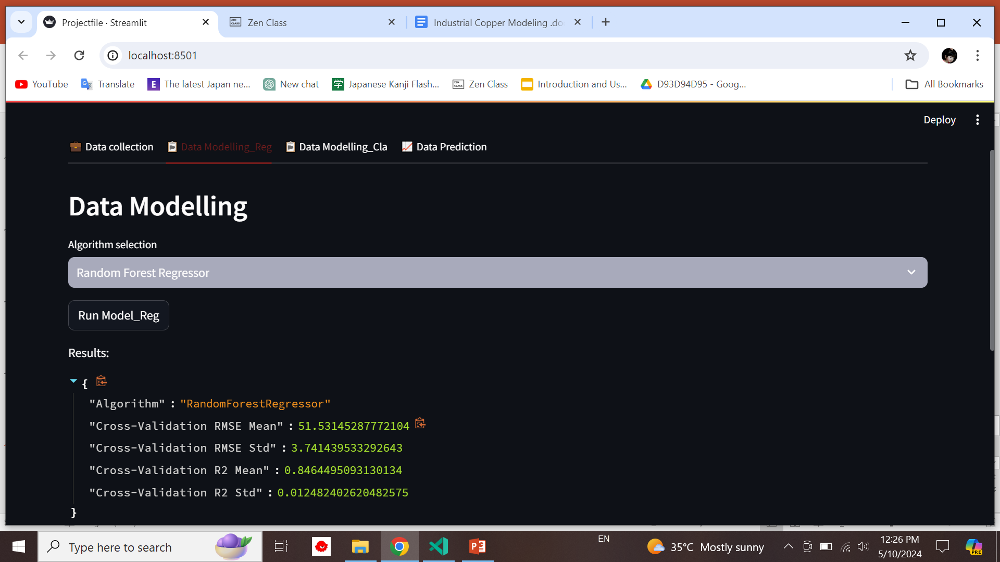 Projectfile · Streamlit
Zen Class
Industrial Copper Modeling .do
localhost:8501
YouTube
Translate
The latest Japan ne...
New chat
学 Japanese Kanji Flash...
Zen Class
Introduction and Us...
D93D94D95 - Goog...
All Bookmarks
Deploy
Data collection
Data Modelling_Reg
Data Modelling_Cla
Data Prediction
Data Modelling
Algorithm selection
Random Forest Regressor
Run Model_Reg
Results:
{
"Algorithm" : "RandomForestRegressor"
"Cross-Validation RMSE Mean" : 51.53145287772104
"Cross-Validation RMSE Std" : 3.741439533292643
"Cross-Validation R2 Mean" : 0.8464495093130134
"Cross-Validation R2 Std" : 0.012482402620482575
}
Type here to search
EN
35°C Mostly sunny
12:26 PM
5/10/2024
PRE